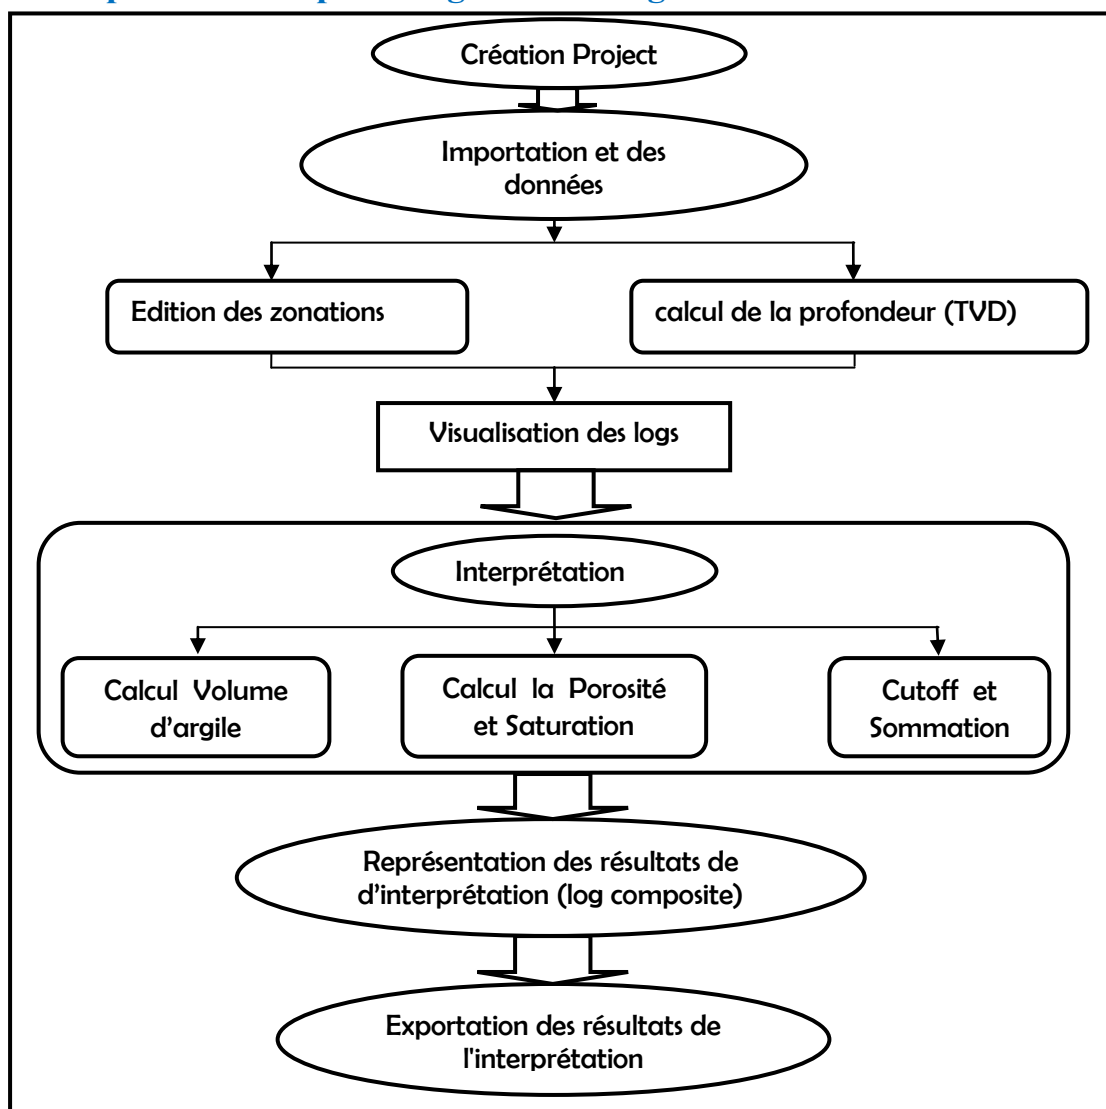 Création Project
Importation et des
données
Edition des zonations
calcul de la profondeur (TVD)
Visualisation des logs
Interprétation
Calcul Volume
d'argile
Calcul la Porosité
et Saturation
Cutoff et
Sommation
Représentation des résultats de
d'interprétation (log composite)
Exportation des résultats de
l'interprétation